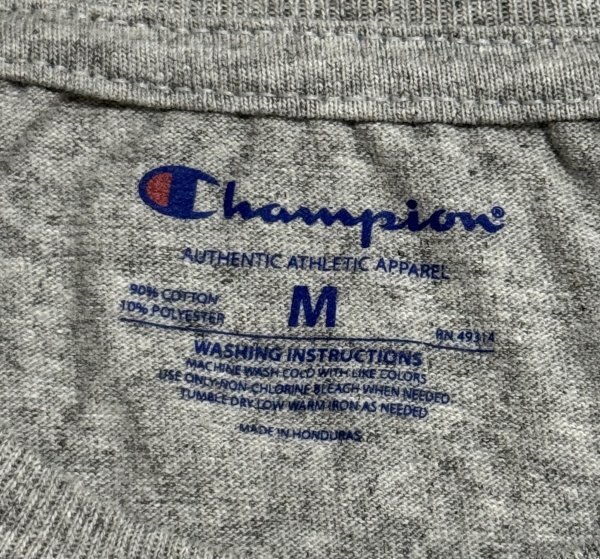 Champion®
AUTHENTIC ATHLETIC APPAREL
90% COTTON
10% POLYESTER
M
RN 49314
WASHING INSTRUCTIONS
MACHINE WASH COLD WITH LIKE COLORS
USE ONLY-NON-CHLORINE BLEACH WHEN NEEDED
TUMBLE DRY LOW WARM IRON AS NEEDED
MADE IN HONDURAS